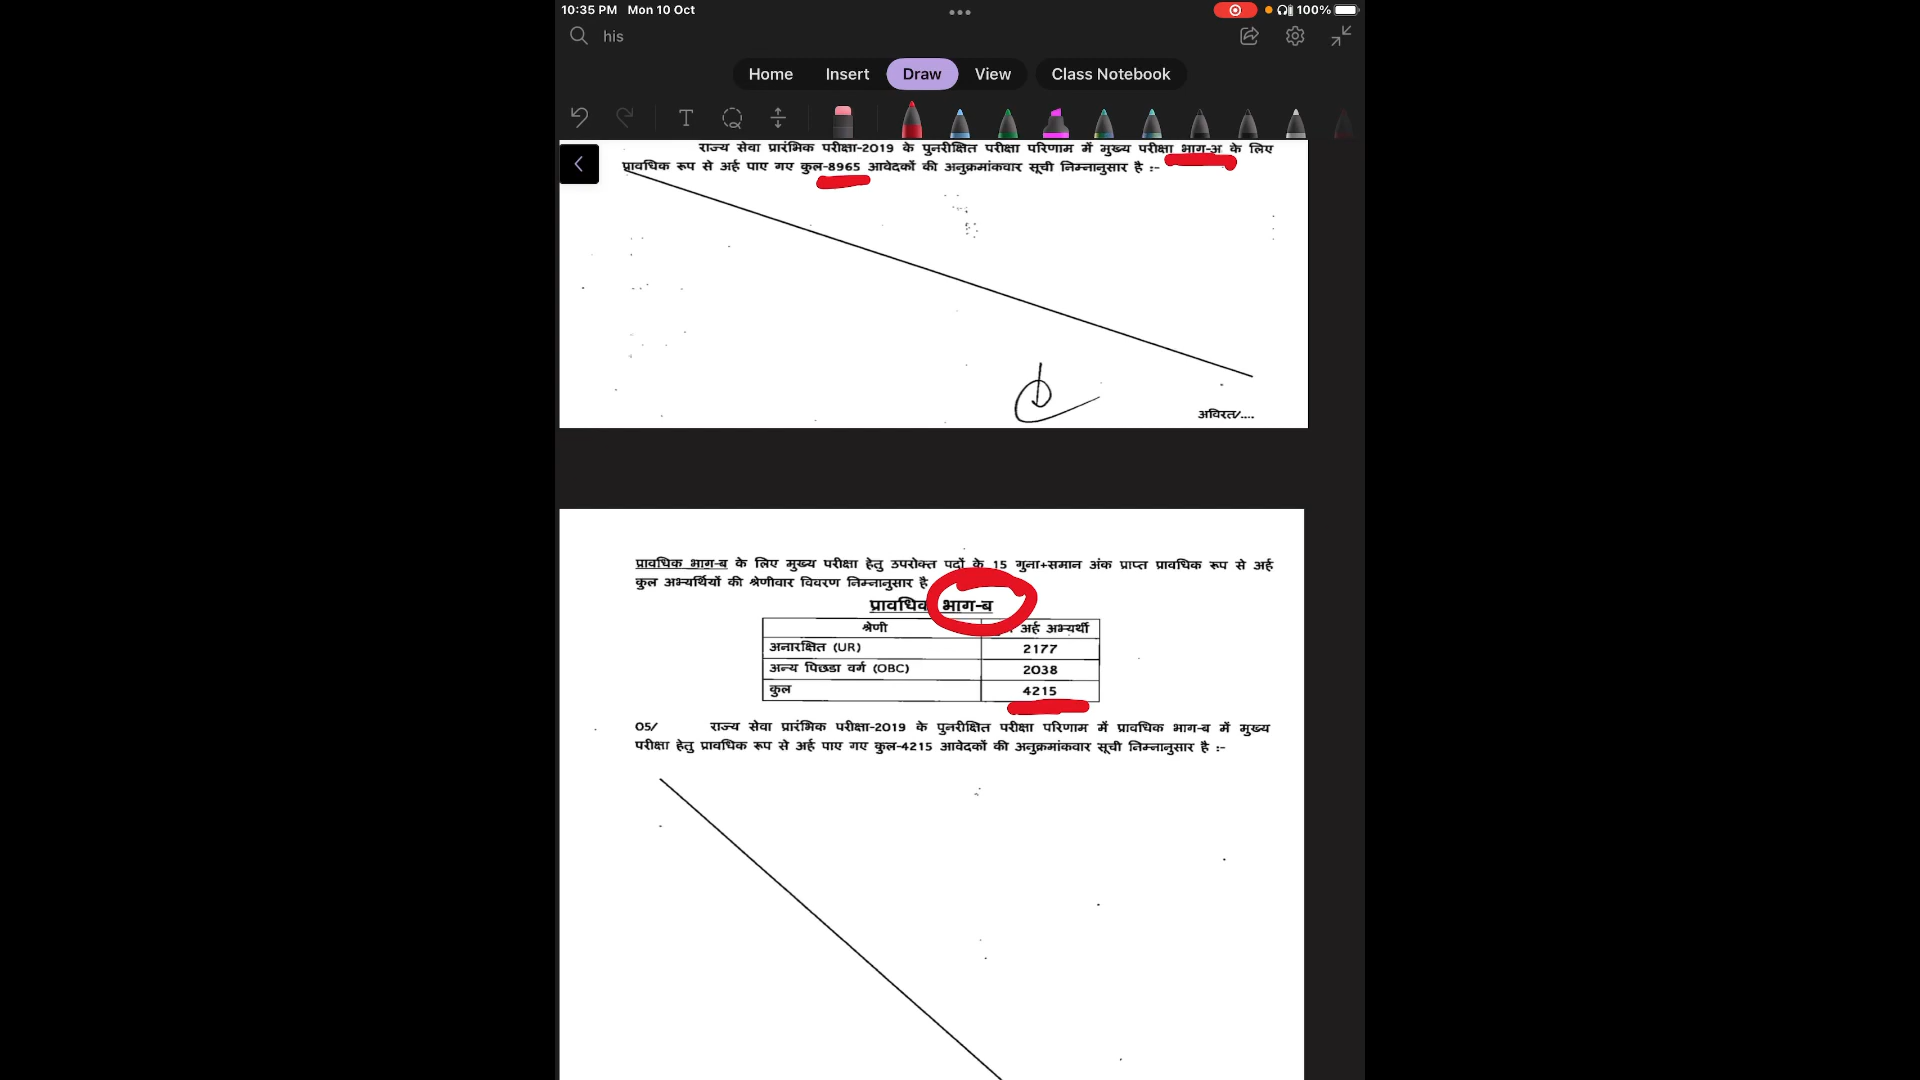 10:35 PM Mon 10 Oct
100%
his
Home Insert Draw View Class Notebook
राज्य सेवा प्रारंभिक परीक्षा-2019 के पुनरीक्षित परीक्षा परिणाम में मुख्य परीक्षा भाग-अ के लिए
प्रावधिक रूप से अर्ह पाए गए कुल-8965 आवेदकों की अनुक्रमांकवार सूची निम्नानुसार है :-
अविरत/....
प्रावधिक भाग-ब के लिए मुख्य परीक्षा हेतु उपरोक्त पदों के 15 गुना+समान अंक प्राप्त प्रावधिक रूप से अर्ह
कुल अभ्यर्थियों की श्रेणीवार विवरण निम्नानुसार है
प्रावधिक भाग-ब
श्रेणी अर्ह अभ्यर्थी
अनारक्षित (UR) 2177
अन्य पिछडा वर्ग (OBC) 2038
कुल 4215
05/ राज्य सेवा प्रारंभिक परीक्षा-2019 के पुनरीक्षित परीक्षा परिणाम में प्रावधिक भाग-ब में मुख्य
परीक्षा हेतु प्रावधिक रूप से अर्ह पाए गए कुल-4215 आवेदकों की अनुक्रमांकवार सूची निम्नानुसार है :-